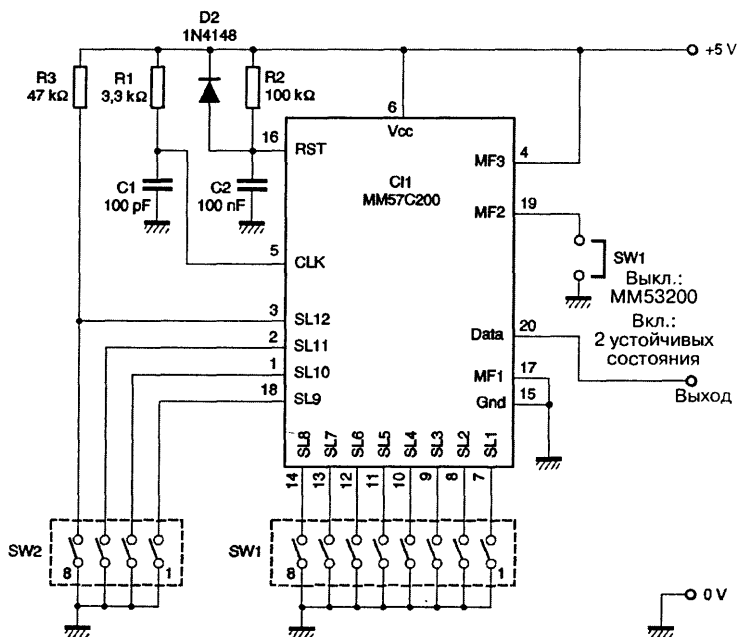 D2
1N4148
+5 V
R3
47 kΩ
R1
3,3 kΩ
R2
100 kΩ
6
Vcc
16
RST
MF3
4
C1
100 pF
C2
100 nF
CI1
MM57C200
MF2
19
5
CLK
SW1
Выкл.:
MM53200
Вкл.:
2 устойчивых
состояния
3
SL12
2
SL11
Data
20
1
SL10
MF1
17
18
SL9
Gnd
15
Выход
SL8
SL7
SL6
SL5
SL4
SL3
SL2
SL1
14
13
12
11
10
9
8
7
SW2
8
1
SW1
8
1
0 V